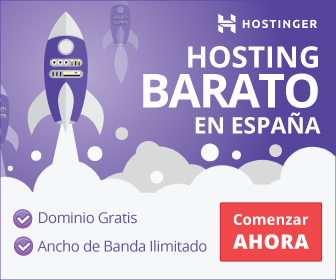 HOSTINGER
HOSTING
BARATO
EN ESPAÑA
Dominio Gratis
Ancho de Banda Ilimitado
Comenzar
AHORA